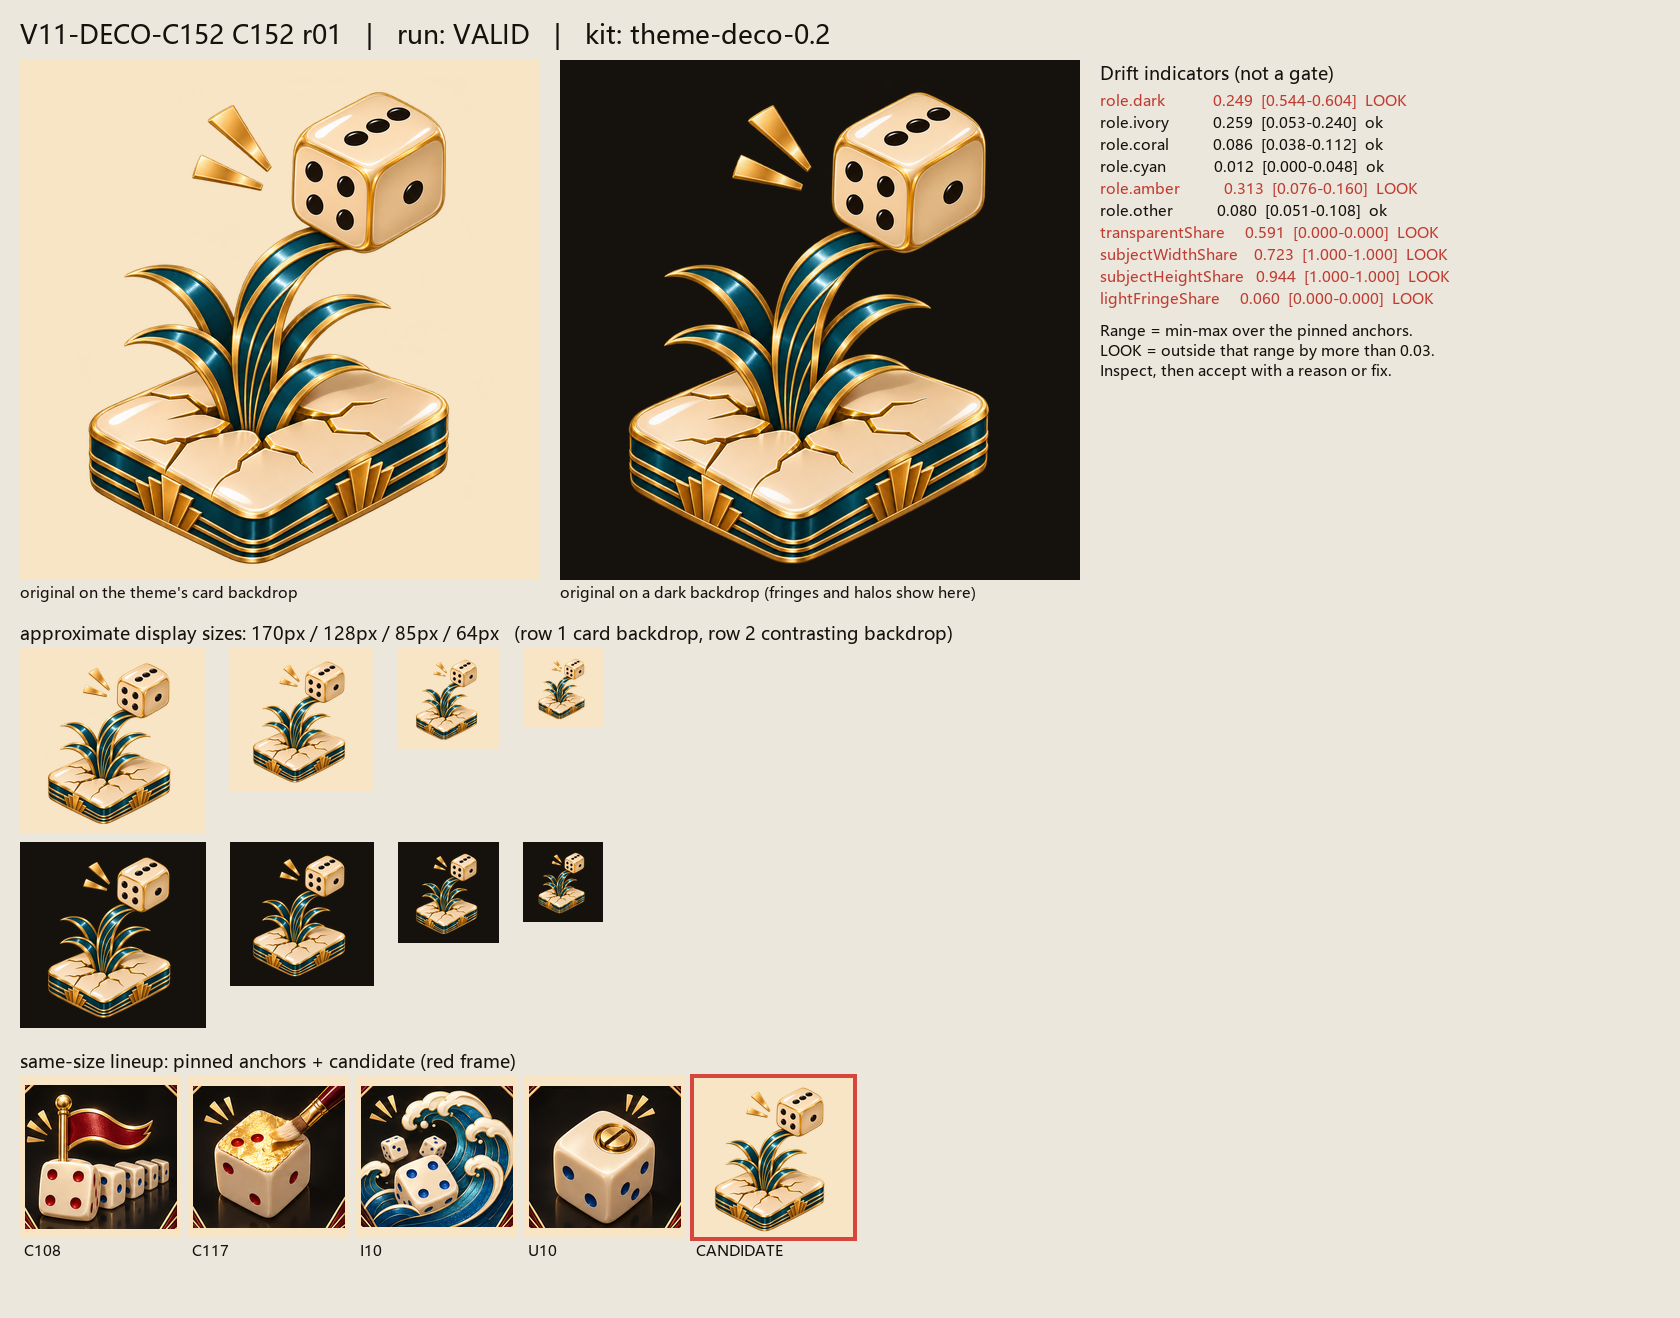 V11-DECO-C152 C152 r01   |   run: VALID   |   kit: theme-deco-0.2
Drift indicators (not a gate)
role.dark 0.249 [0.544-0.604] LOOK
role.ivory 0.259 [0.053-0.240] ok
role.coral 0.086 [0.038-0.112] ok
role.cyan 0.012 [0.000-0.048] ok
role.amber 0.313 [0.076-0.160] LOOK
role.other 0.080 [0.051-0.108] ok
transparentShare 0.591 [0.000-0.000] LOOK
subjectWidthShare 0.723 [1.000-1.000] LOOK
subjectHeightShare 0.944 [1.000-1.000] LOOK
lightFringeShare 0.060 [0.000-0.000] LOOK
Range = min-max over the pinned anchors.
LOOK = outside that range by more than 0.03.
Inspect, then accept with a reason or fix.
original on the theme's card backdrop
original on a dark backdrop (fringes and halos show here)
approximate display sizes: 170px / 128px / 85px / 64px   (row 1 card backdrop, row 2 contrasting backdrop)
same-size lineup: pinned anchors + candidate (red frame)
C108
C117
I10
U10
CANDIDATE